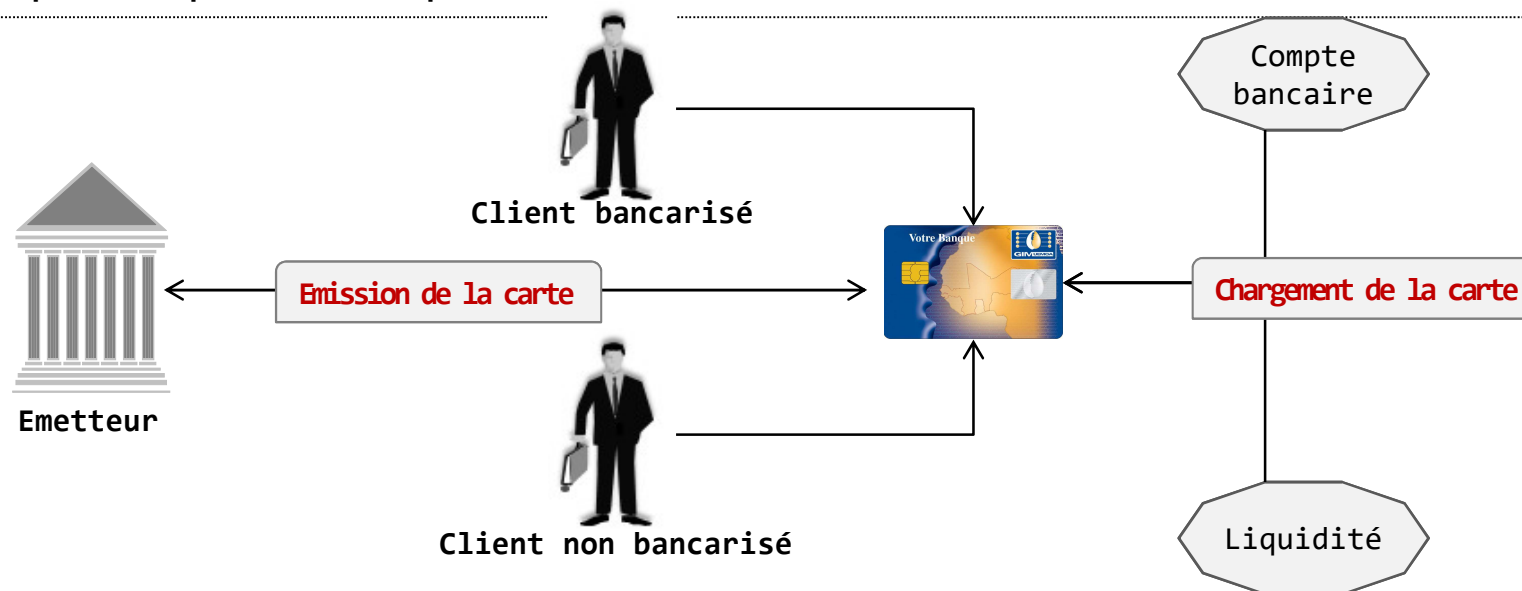 Compte
bancaire
Client bancarisé
Votre Banque
Emission de la carte
Chargement de la carte
Emetteur
Client non bancarisé
Liquidité